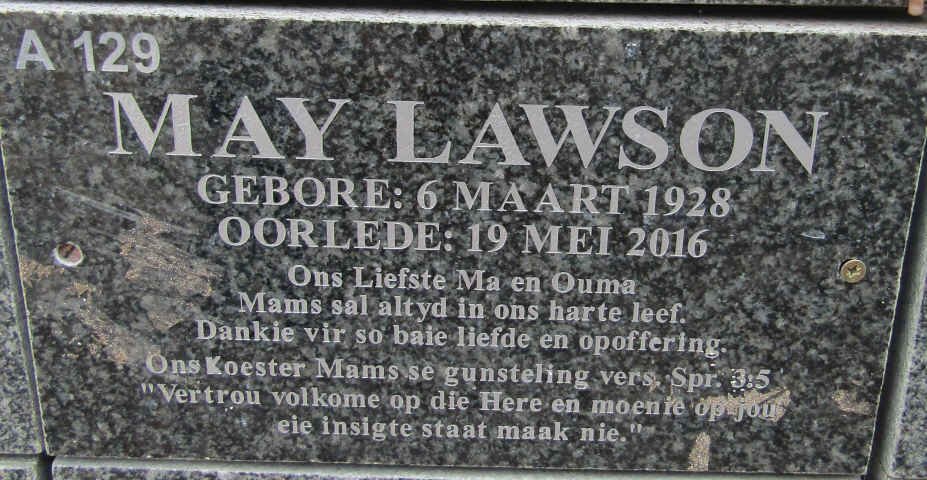 A 129
MAY LAWSON
GEBORE: 6 MAART 1928
OORLEDE: 19 MEI 2016
Ons Liefste Ma en Ouma
Mams sal altyd in ons harte leef.
Dankie vir so baie liefde en opoffering.
Ons Koester Mams se gunsteling vers, Spr. 3:5
"Vertrou volkome op die Here en moenie op jou
eie insigte staat maak nie."